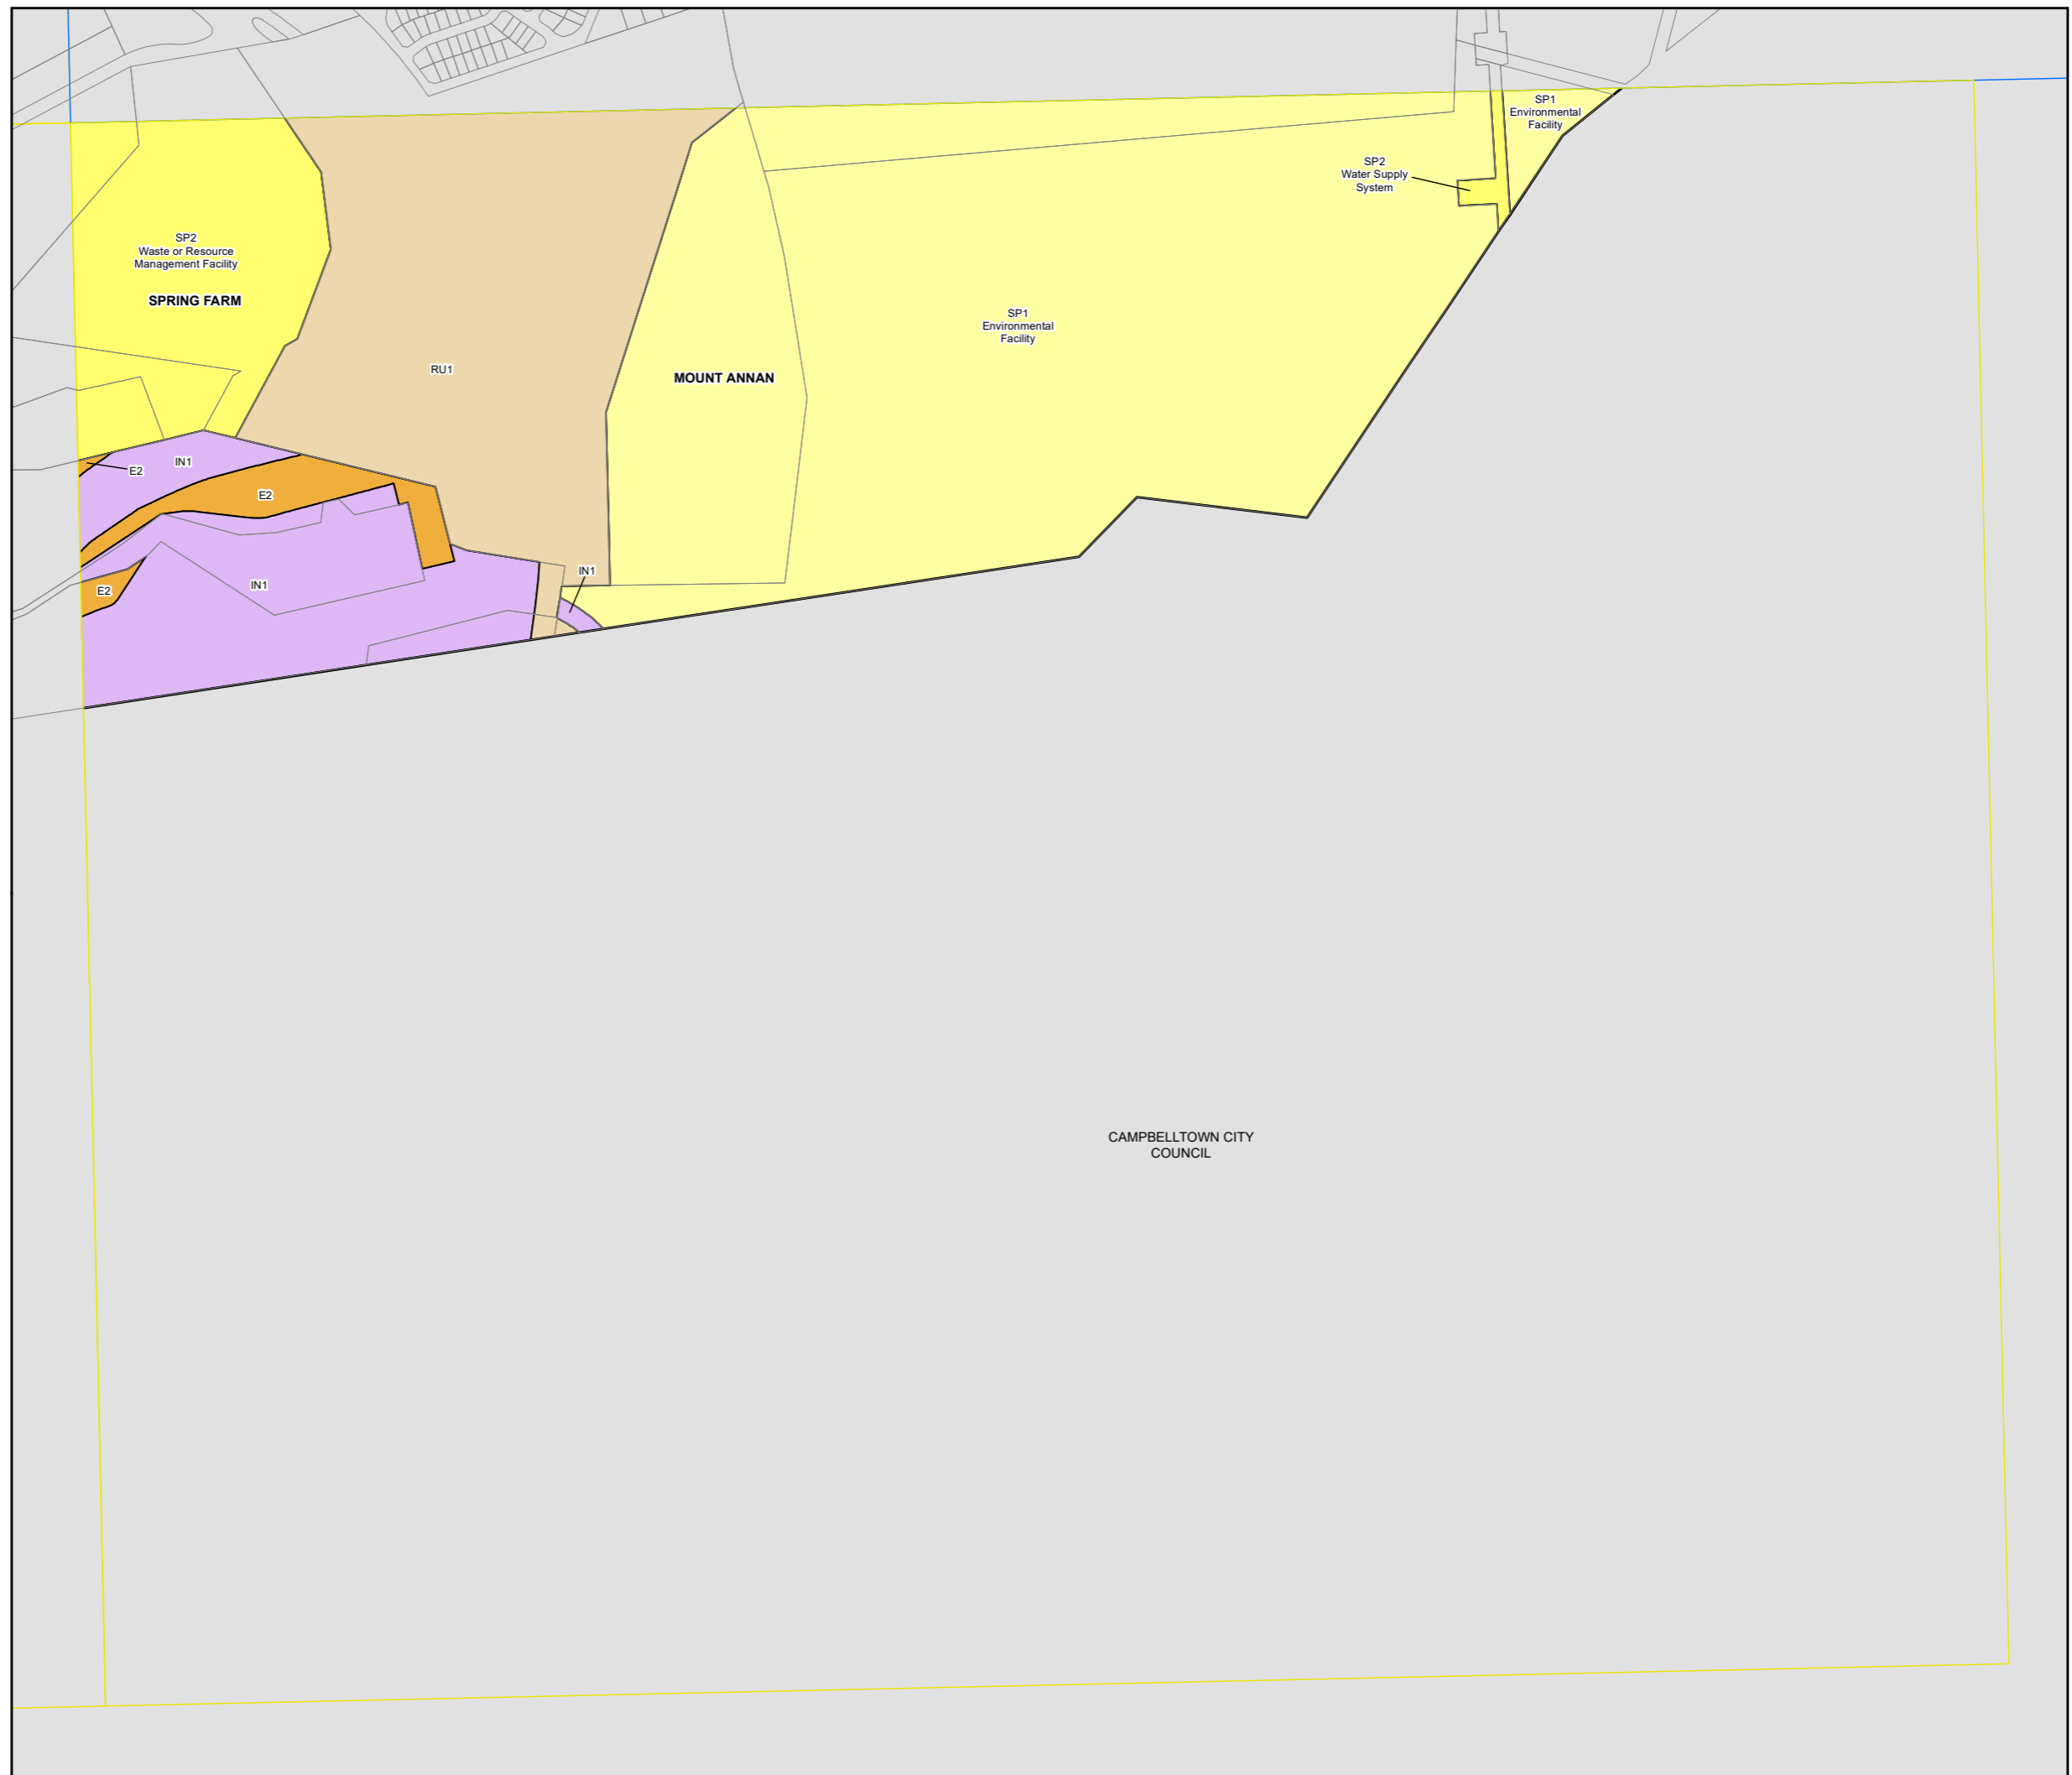 SP1
Environmental
Facility
SP2
Water Supply
System
SP2
Waste or Resource
Management Facility
SPRING FARM
SP1
Environmental
Facility
RU1
MOUNT ANNAN
IN1
E2
E2
IN1
IN1
E2
CAMPBELLTOWN CITY
COUNCIL